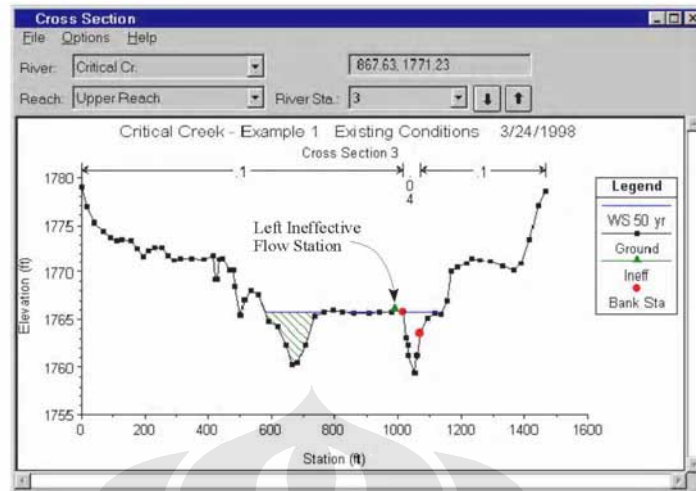 Cross Section
File Options Help
River: Critical Cr. 867.63, 1771.23
Reach: Upper Reach River Sta.: 3
Critical Creek - Example 1 Existing Conditions 3/24/1998
Cross Section 3
.1 .04 .1
Legend
WS 50 yr
Ground
Ineff
Bank Sta
Left Ineffective
Flow Station
Elevation (ft)
1780
1775
1770
1765
1760
1755
0 200 400 600 800 1000 1200 1400 1600
Station (ft)